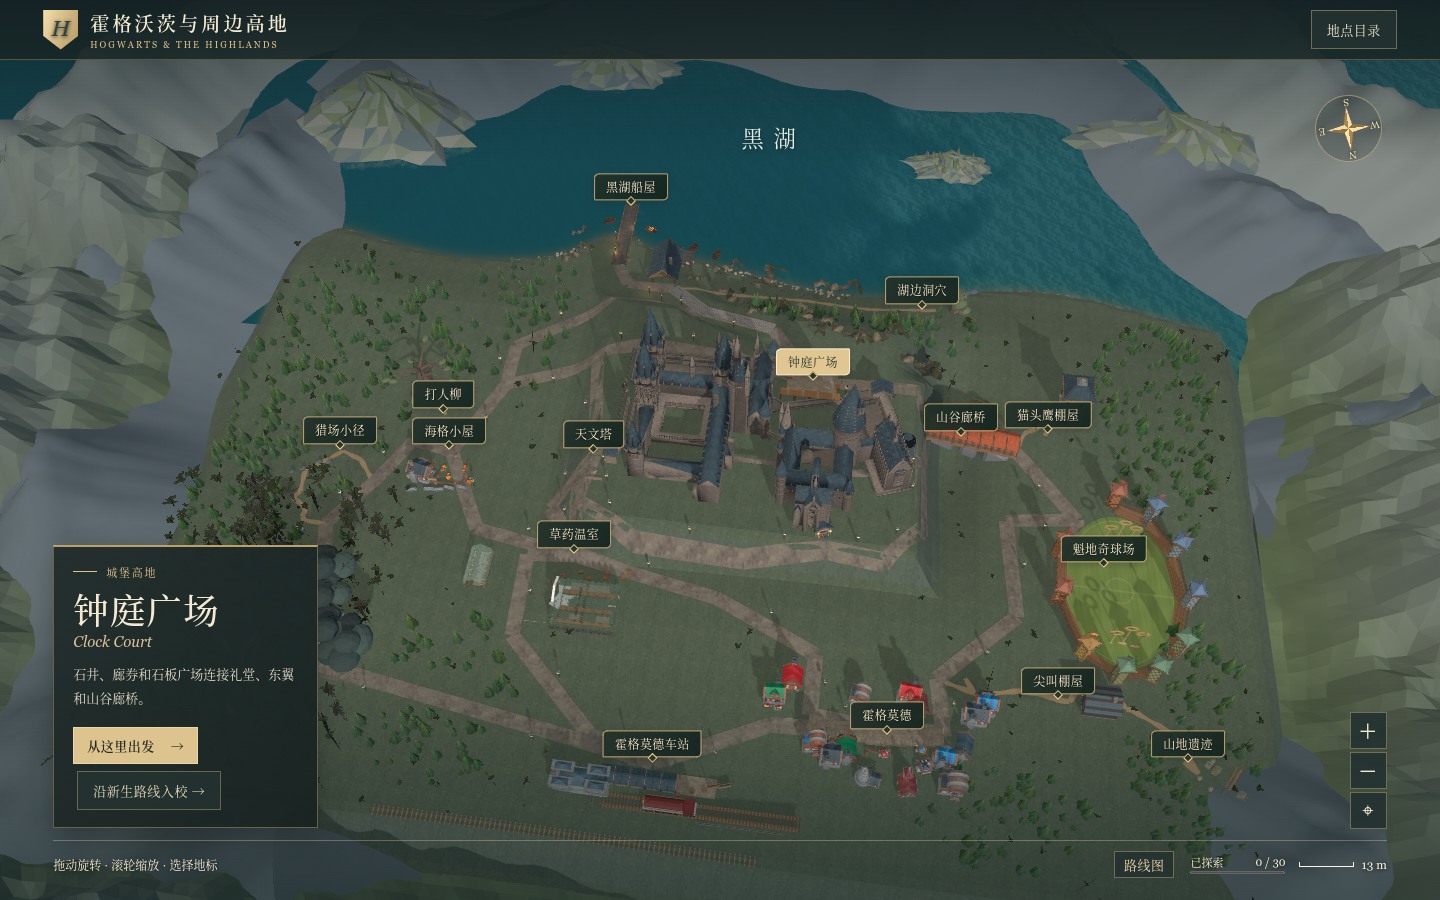 H
霍格沃茨与周边高地
HOGWARTS & THE HIGHLANDS
地点目录
S
E
W
N
黑湖
黑湖船屋
湖边洞穴
钟庭广场
打人柳
猎场小径
海格小屋
天文塔
山谷廊桥
猫头鹰棚屋
草药温室
魁地奇球场
尖叫棚屋
霍格莫德
霍格莫德车站
山地遗迹
城堡高地
钟庭广场
Clock Court
石井、廊券和石板广场连接礼堂、东翼
和山谷廊桥。
从这里出发 →
沿新生路线入校 →
+
−
⌖
拖动旋转 · 滚轮缩放 · 选择地标
路线图
已探索 0 / 30
13 m